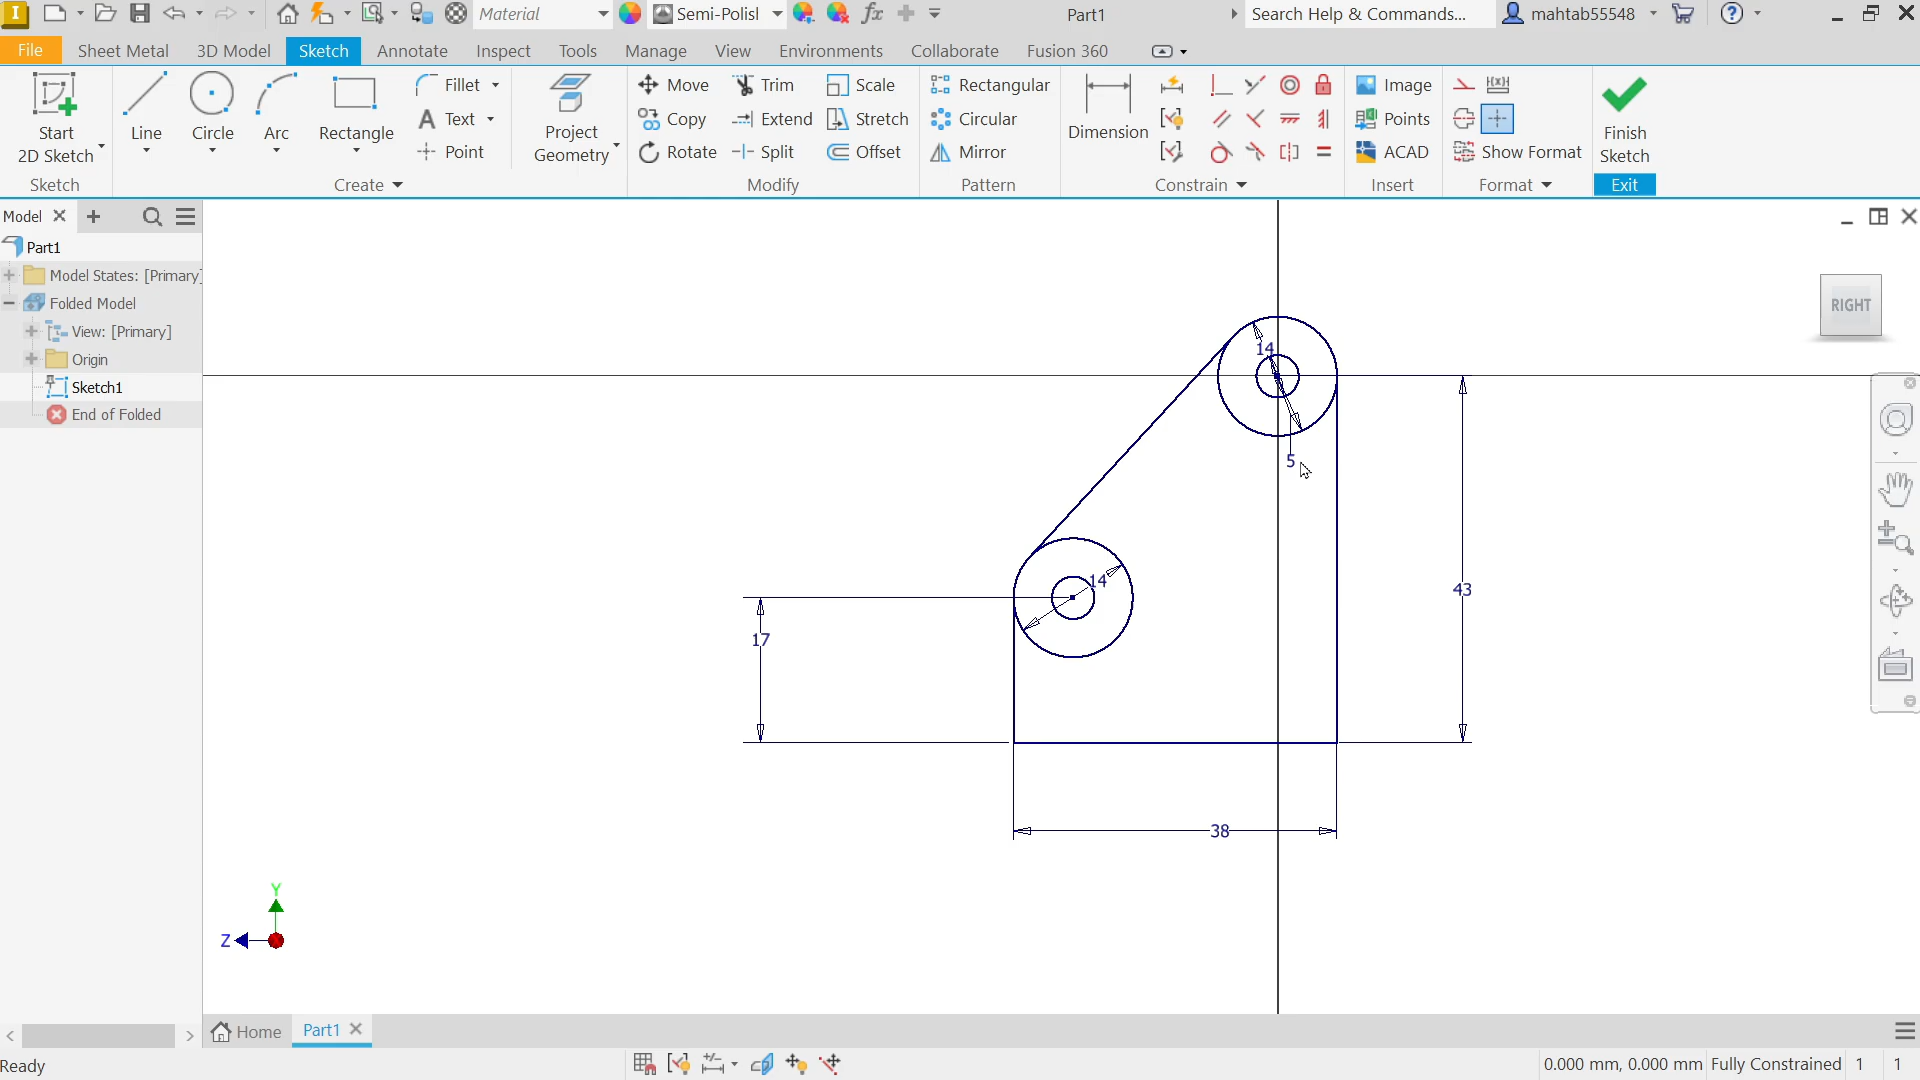 I Material Semi-Polish fx Part1 Search Help & Commands... mahtab55548 ?
File Sheet Metal 3D Model Sketch Annotate Inspect Tools Manage View Environments Collaborate Fusion 360
Start
2D Sketch
Line Circle Arc Rectangle
Fillet
A Text
Point
Project
Geometry
Move Trim Scale
Copy Extend Stretch
Rotate Split Offset
Rectangular
Circular
Mirror
Dimension
Image
Points
ACAD
Show Format
Finish
Sketch
Sketch Create Modify Pattern Constrain Insert Format Exit
Model
Part1
Model States: [Primary]
Folded Model
View: [Primary]
Origin
Sketch1
End of Folded
RIGHT
14
5
14
17
43
38
Y
Z
Home Part1
Ready
0.000 mm, 0.000 mm Fully Constrained 1 1